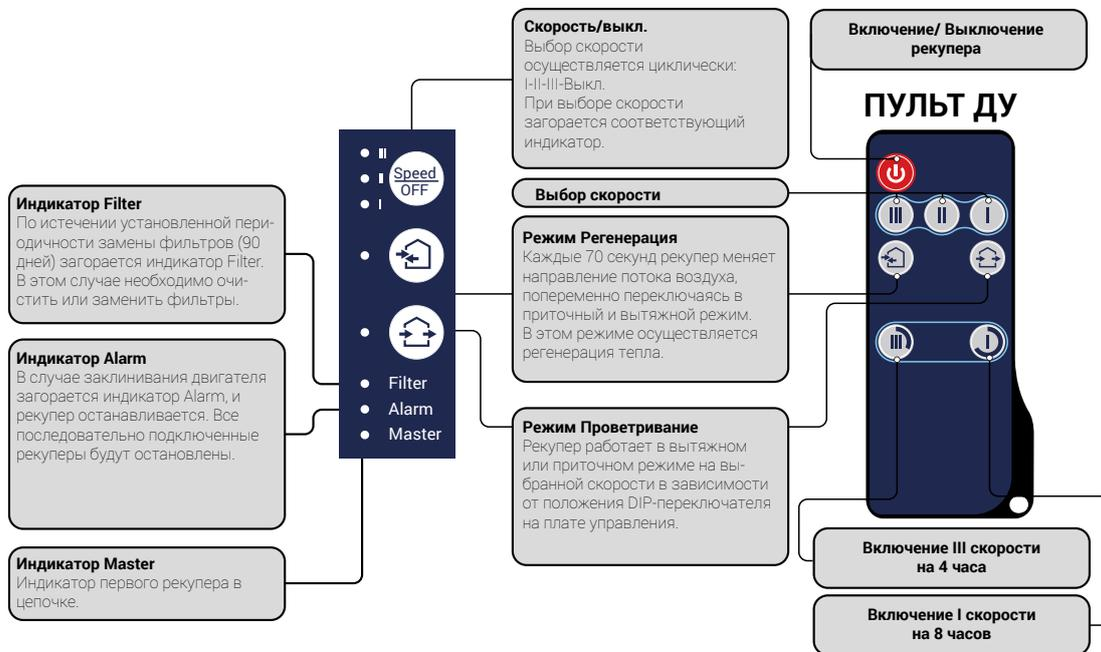 Скорость/выкл.
Выбор скорости
осуществляется циклически:
I-II-III-Выкл.
При выборе скорости
загорается соответствующий
индикатор.
Включение/ Выключение
рекупера
ПУЛЬТ ДУ
III
II
I
Speed
OFF
Выбор скорости
III
II
I
Индикатор Filter
По истечении установленной пери-
одичности замены фильтров (90
дней) загорается индикатор Filter.
В этом случае необходимо очи-
стить или заменить фильтры.
Режим Регенерация
Каждые 70 секунд рекупер меняет
направление потока воздуха,
попеременно переключаясь в
приточный и вытяжной режим.
В этом режиме осуществляется
регенерация тепла.
III
I
Индикатор Alarm
В случае заклинивания двигателя
загорается индикатор Alarm, и
рекупер останавливается. Все
последовательно подключенные
рекуперы будут остановлены.
Filter
Alarm
Master
Режим Проветривание
Рекупер работает в вытяжном
или приточном режиме на вы-
бранной скорости в зависимости
от положения DIP-переключателя
на плате управления.
Индикатор Master
Индикатор первого рекупера в
цепочке.
Включение III скорости
на 4 часа
Включение I скорости
на 8 часов